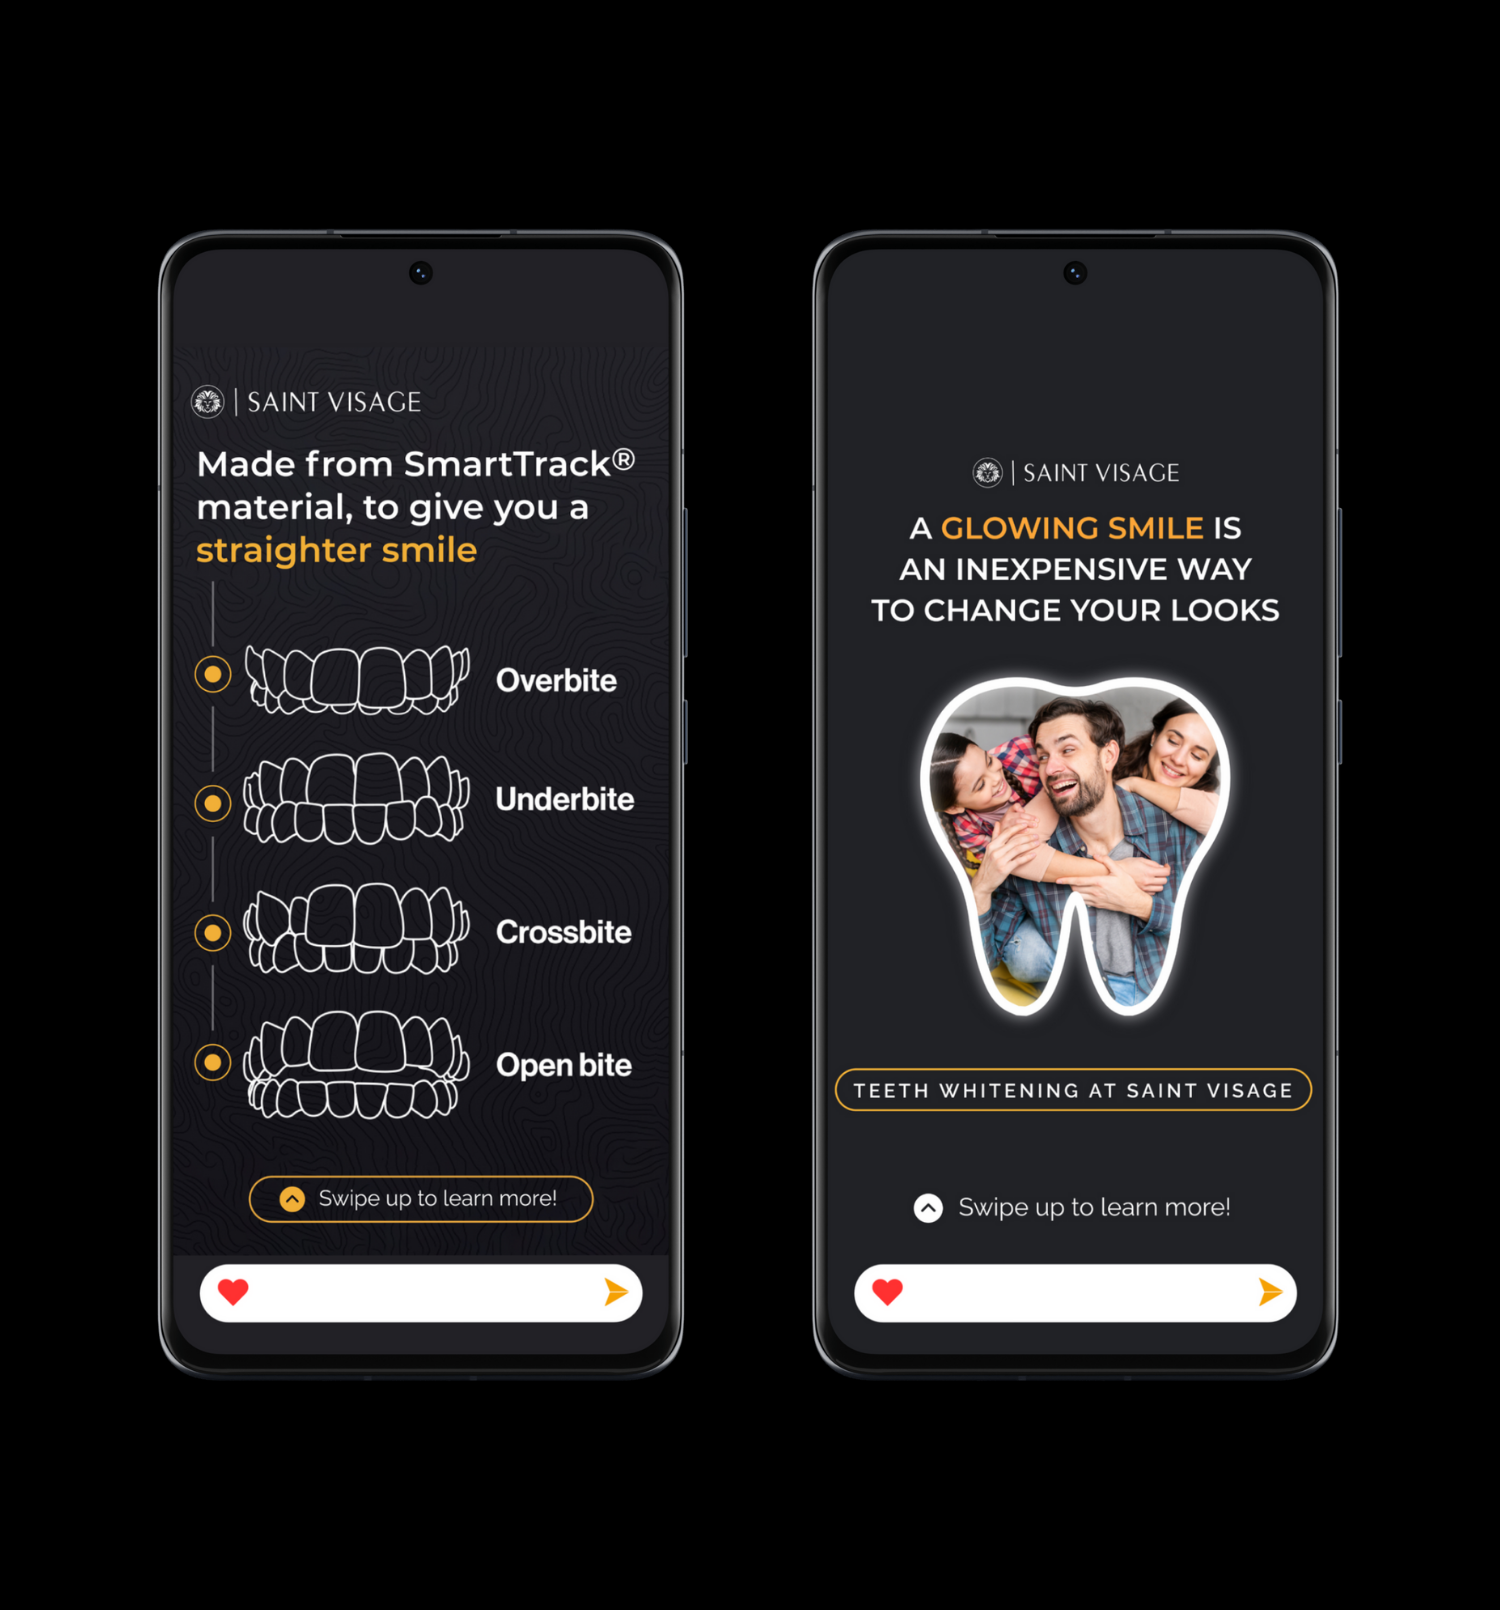 SAINT VISAGE
Made from SmartTrack®
material, to give you a
straighter smile
Overbite
Underbite
Crossbite
Open bite
Swipe up to learn more!
SAINT VISAGE
A GLOWING SMILE IS
AN INEXPENSIVE WAY
TO CHANGE YOUR LOOKS
TEETH WHITENING AT SAINT VISAGE
Swipe up to learn more!